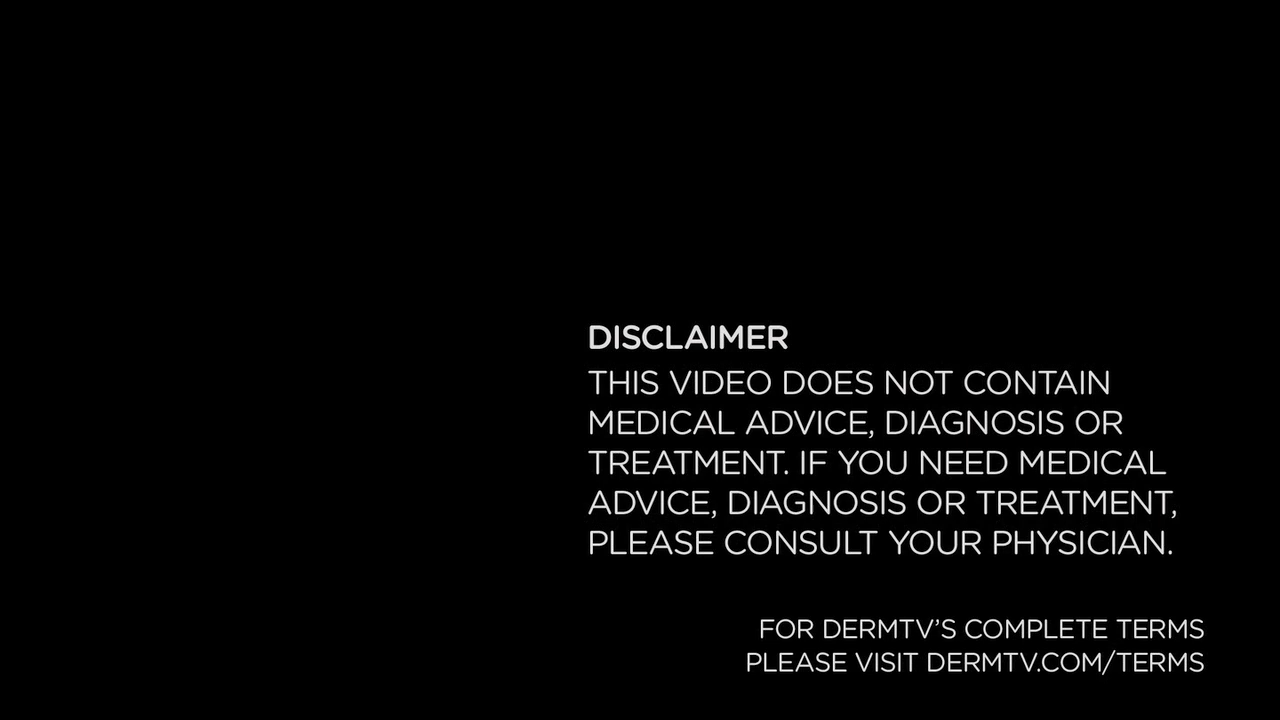 DISCLAIMER
THIS VIDEO DOES NOT CONTAIN
MEDICAL ADVICE, DIAGNOSIS OR
TREATMENT. IF YOU NEED MEDICAL
ADVICE, DIAGNOSIS OR TREATMENT,
PLEASE CONSULT YOUR PHYSICIAN.
FOR DERMTV’S COMPLETE TERMS
PLEASE VISIT DERMTV.COM/TERMS